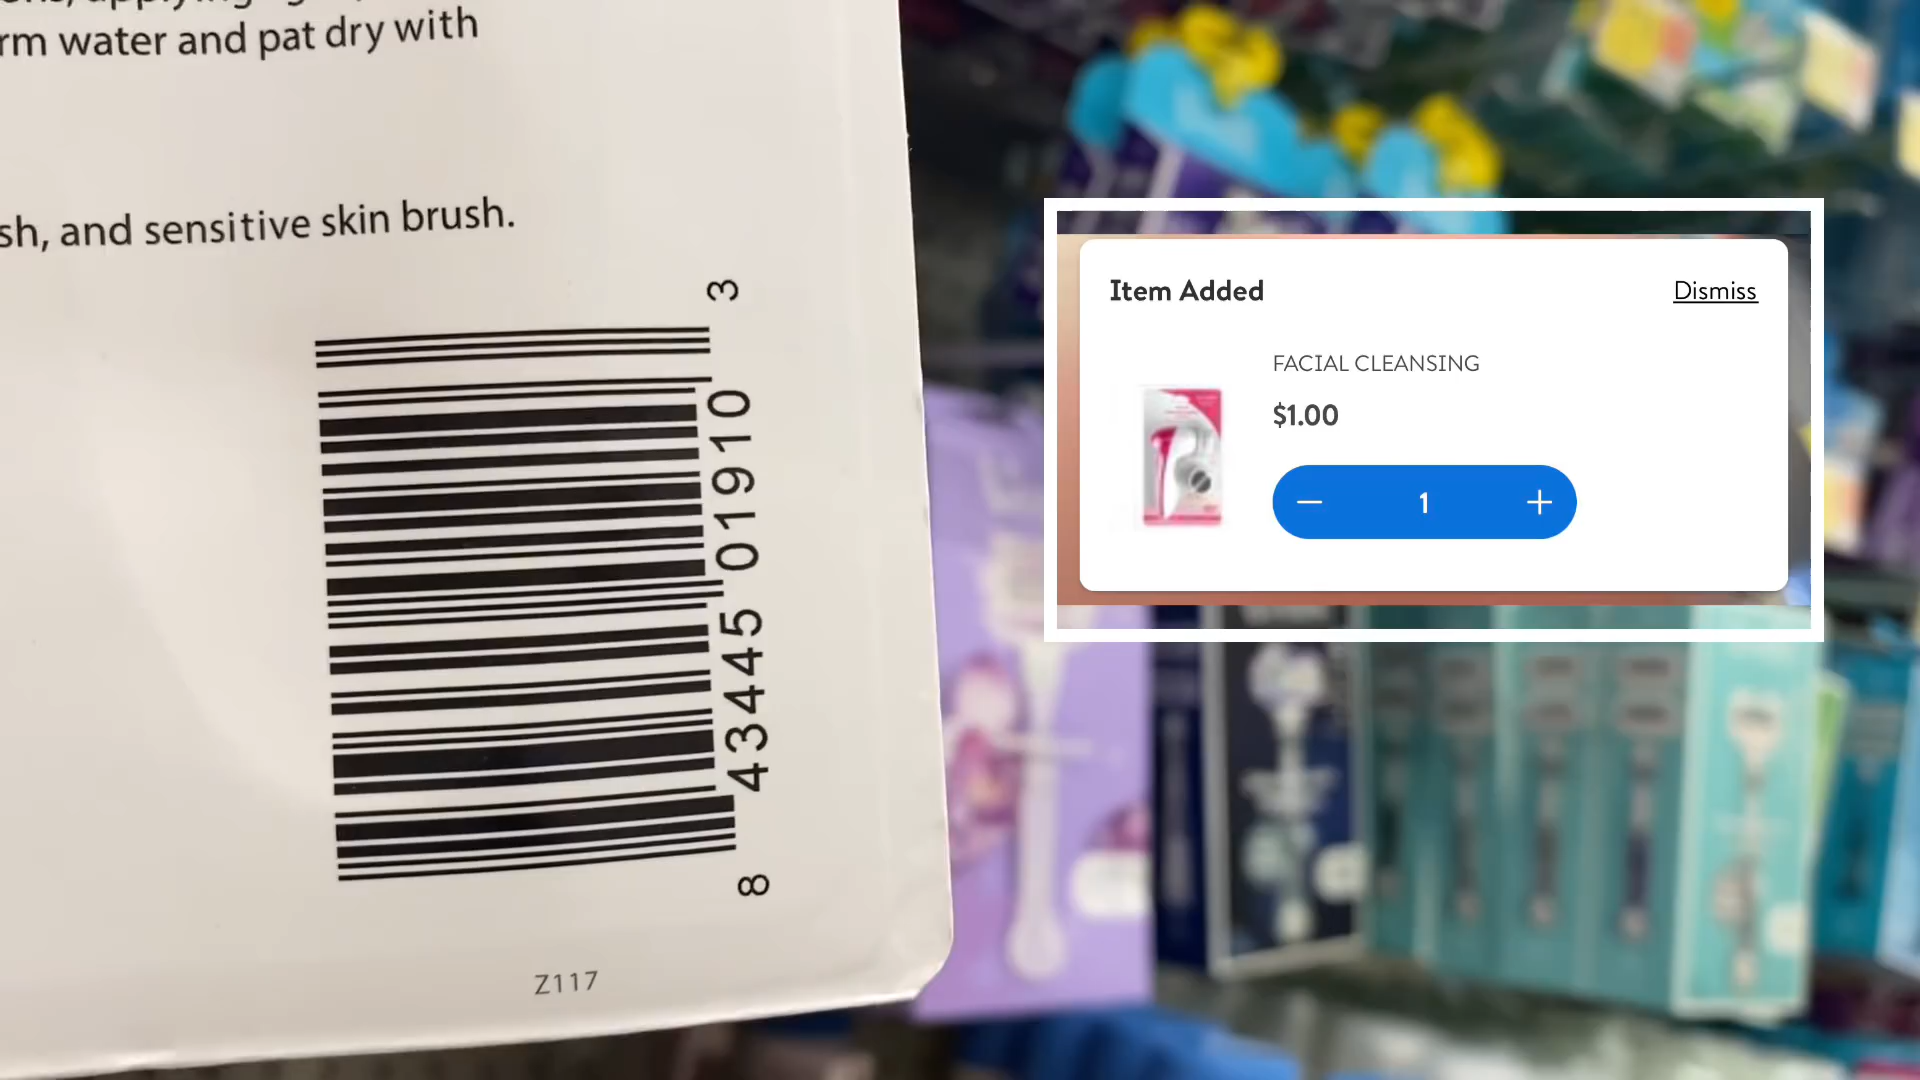 rm water and pat dry with
sh, and sensitive skin brush.
8 43445 01910 3
Z117
Item Added
Dismiss
FACIAL CLEANSING
$1.00
1